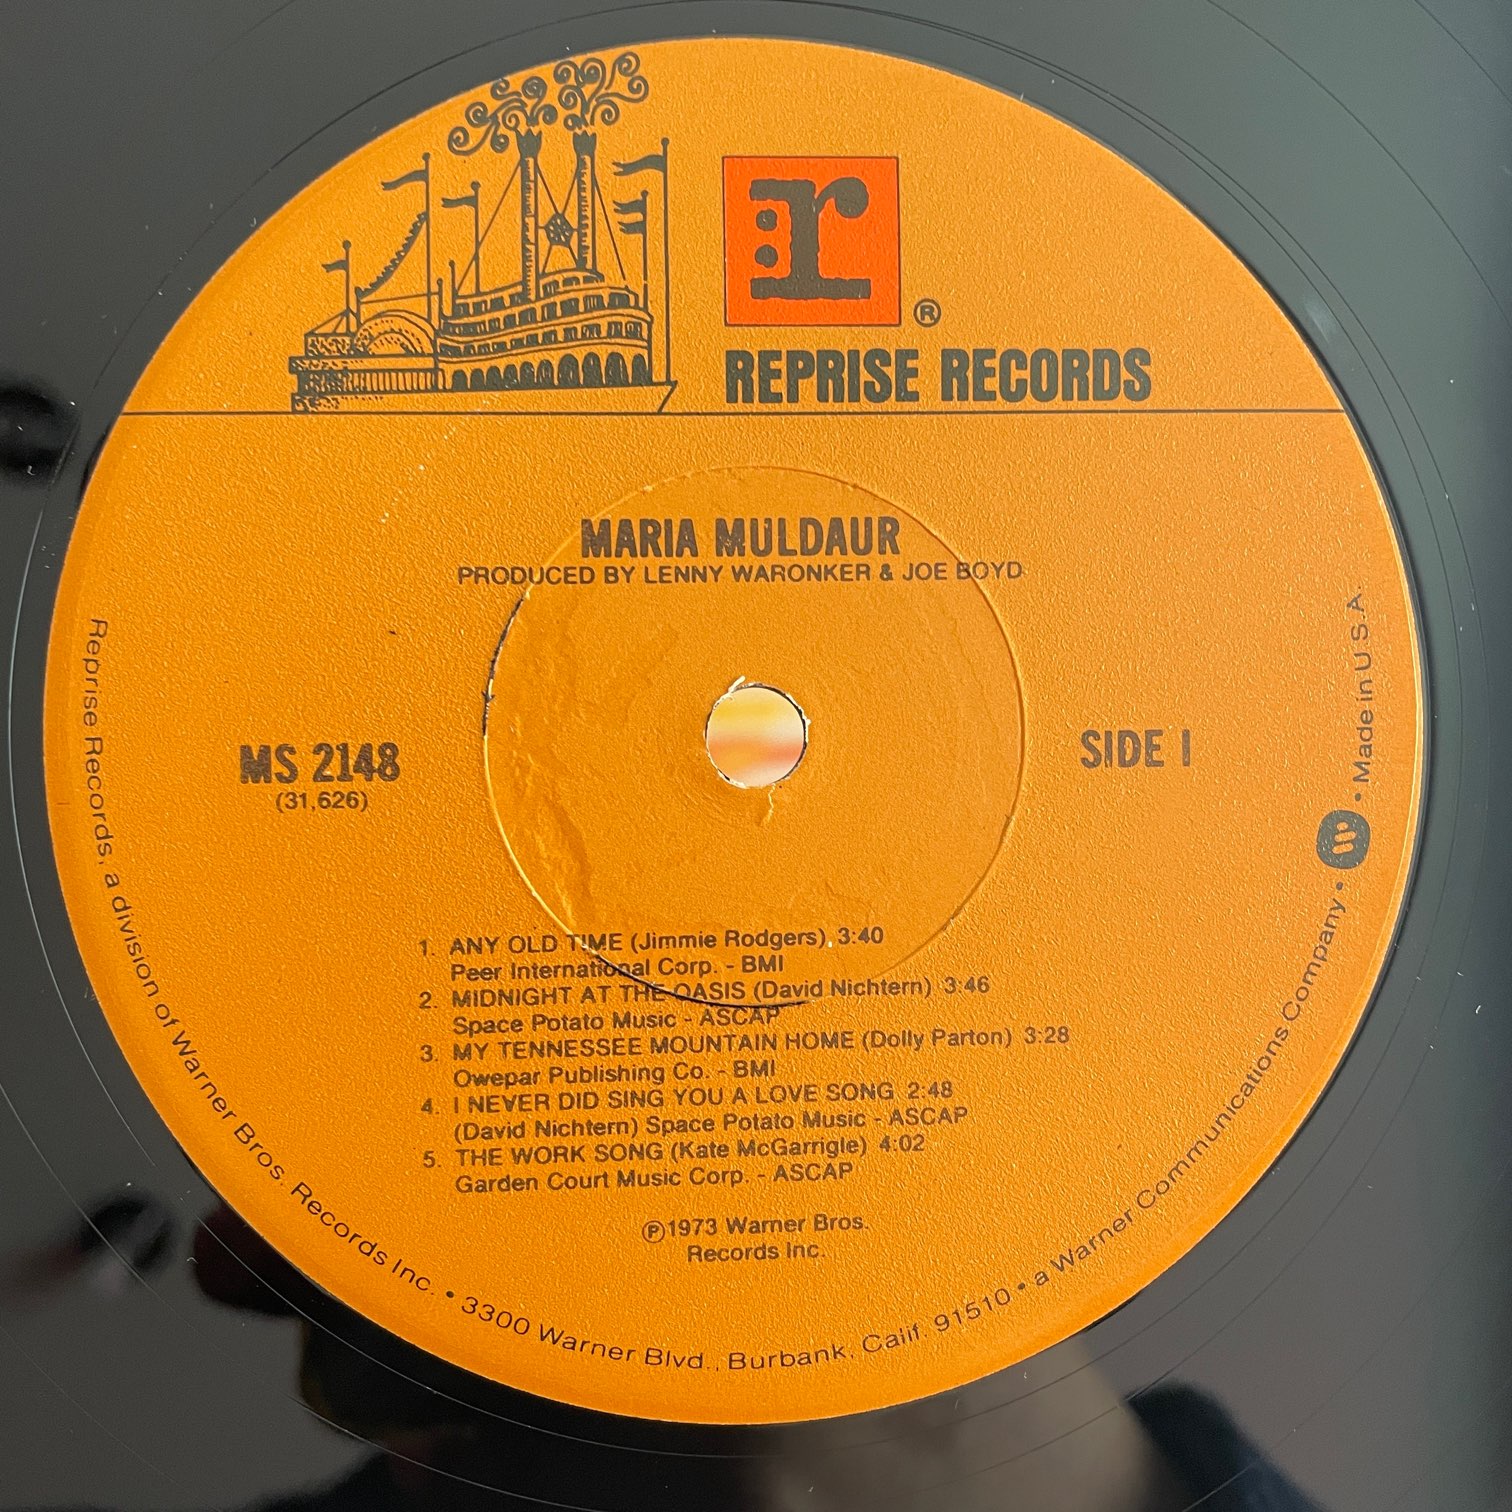 r:
®
REPRISE RECORDS
MARIA MULDAUR
PRODUCED BY LENNY WARONKER & JOE BOYD
MS 2148
(31,626)
SIDE 1
1. ANY OLD TIME (Jimmie Rodgers) 3:40
Peer International Corp. - BMI
2. MIDNIGHT AT THE OASIS (David Nichtern) 3:46
Space Potato Music - ASCAP
3. MY TENNESSEE MOUNTAIN HOME (Dolly Parton) 3:28
Owepar Publishing Co. - BMI
4. I NEVER DID SING YOU A LOVE SONG 2:48
(David Nichtern) Space Potato Music - ASCAP
5. THE WORK SONG (Kate McGarrigle) 4:02
Garden Court Music Corp. - ASCAP
℗1973 Warner Bros.
Records Inc.
Reprise Records, a division of Warner Bros. Records Inc. • 3300 Warner Blvd., Burbank, Calif. 91510 • a Warner Communications Company • W • Made in U.S.A.